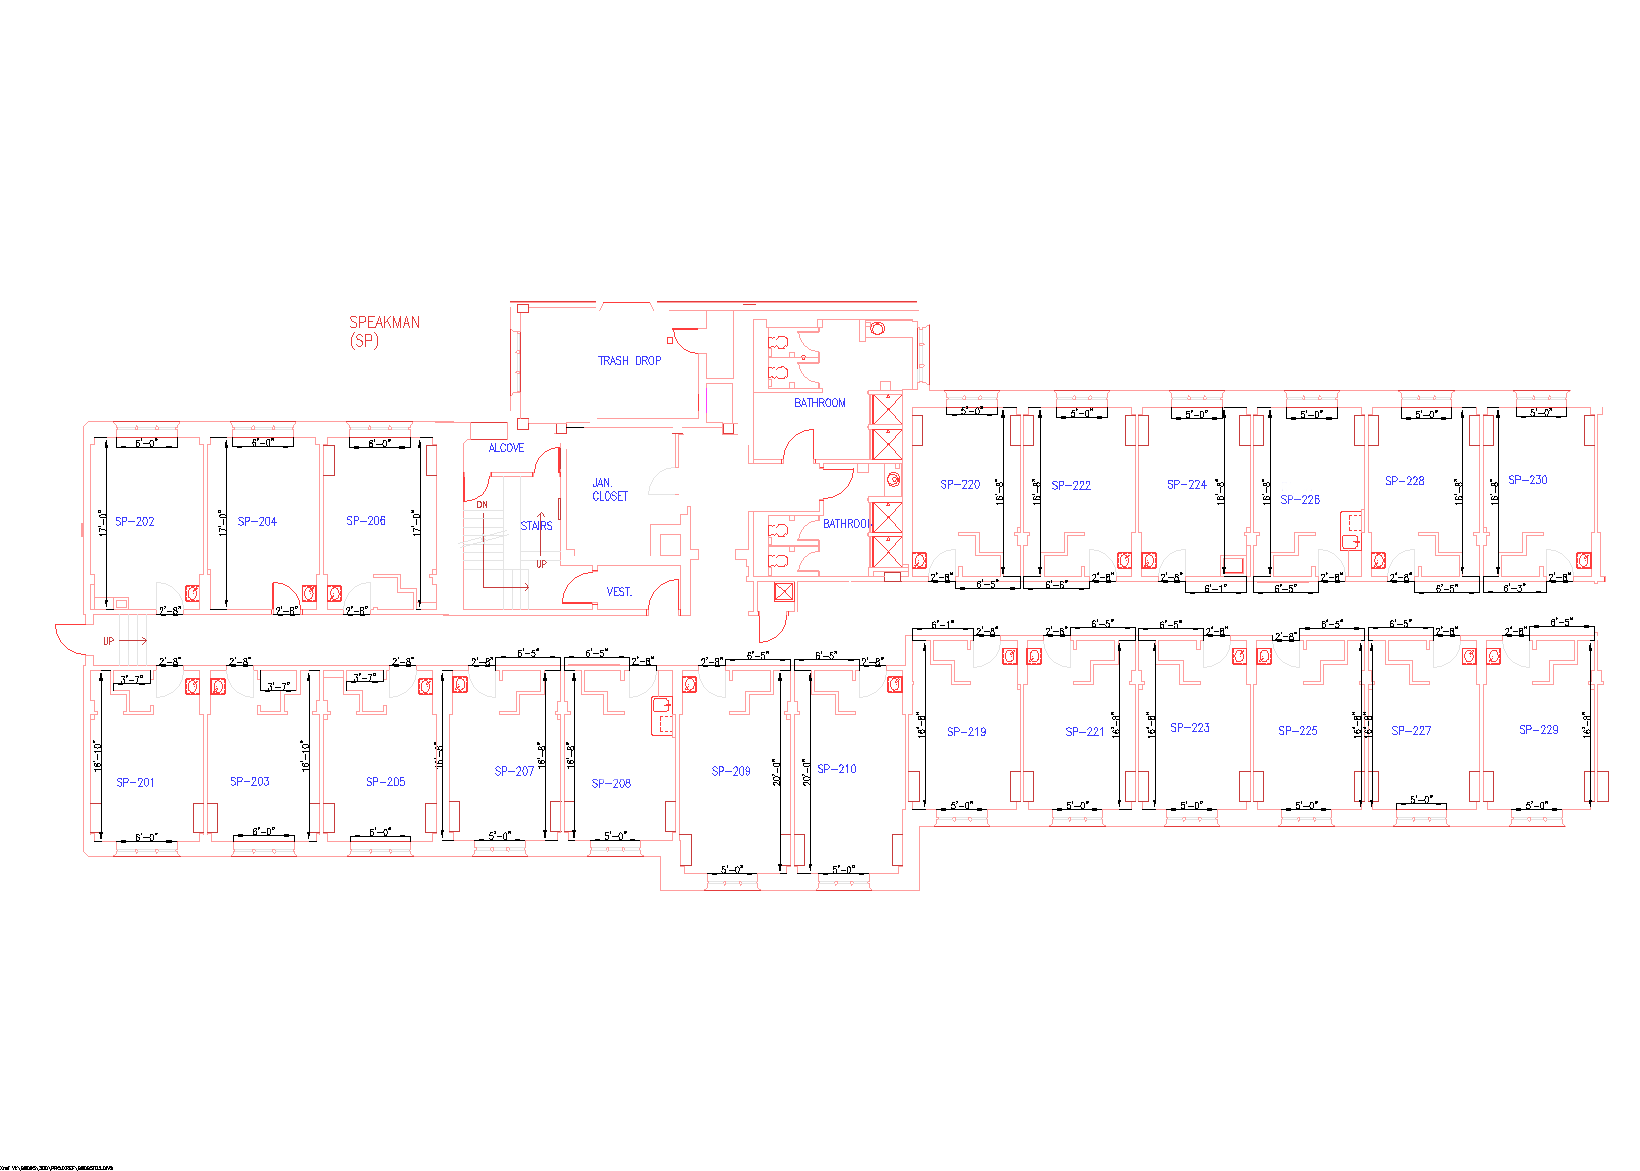 SPEAKMAN
(SP)
TRASH DROP
BATHROOM
5'-0" 5'-0" 5'-0" 5'-0" 5'-0" 5'-0"
6'-0" 6'-0" 6'-0"
ALCOVE
JAN.
CLOSET
SP-220 SP-222 SP-224 SP-226 SP-228 SP-230
16'-8" 16'-8" 16'-8" 16'-8" 16'-8" 16'-8"
DN
SP-202 SP-204 SP-206
17'-0" 17'-0" 17'-0"
STAIRS
BATHROOM
UP
VEST.
2'-8" 2'-8" 2'-8" 2'-8" 2'-8" 2'-8"
6'-5" 6'-6" 6'-1" 6'-5" 6'-5" 6'-3"
2'-8" 2'-8" 2'-8"
UP
6'-1" 2'-8" 2'-8" 6'-5" 6'-5" 2'-8" 2'-8" 6'-5" 6'-5" 2'-8" 2'-8" 6'-5"
2'-8" 2'-8" 2'-8" 2'-8" 6'-5" 6'-5" 2'-8" 2'-8" 6'-5" 6'-5" 2'-8"
3'-7" 3'-7" 3'-7"
SP-219 SP-221 SP-223 SP-225 SP-227 SP-229
16'-8" 16'-8" 16'-8" 16'-8" 16'-8" 16'-8"
SP-201 SP-203 SP-205 SP-207 SP-208 SP-209 SP-210
16'-10" 16'-10" 16'-8" 16'-8" 16'-8" 20'-0" 20'-0"
5'-0" 5'-0" 5'-0" 5'-0" 5'-0" 5'-0"
6'-0" 6'-0" 6'-0" 5'-0" 5'-0"
5'-0" 5'-0"